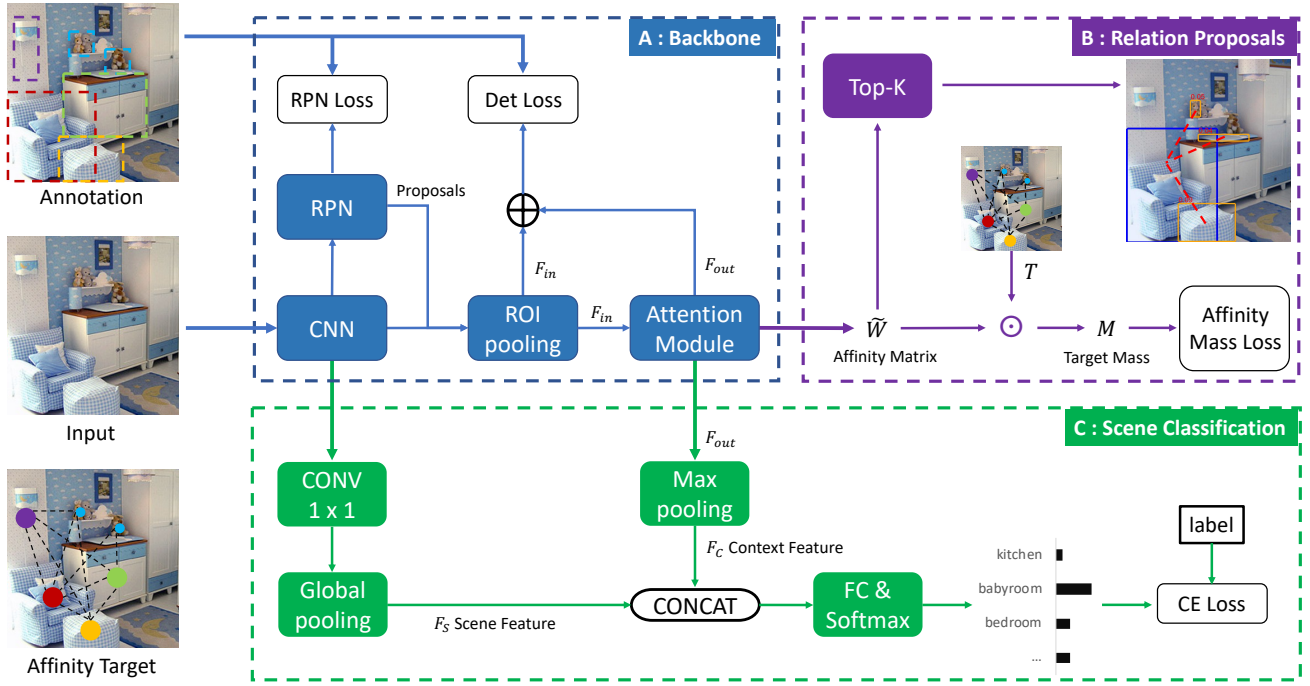 A : Backbone
B : Relation Proposals
RPN Loss
Det Loss
Top-K
Annotation
Proposals
RPN
T
F_in
F_out
CNN
ROI
pooling
F_in
Attention
Module
W̃
Affinity Matrix
⊙
M
Target Mass
Affinity
Mass Loss
Input
C : Scene Classification
F_out
CONV
1 x 1
Max
pooling
label
F_C Context Feature
kitchen
Global
pooling
F_S Scene Feature
CONCAT
FC &
Softmax
babyroom
bedroom
...
CE Loss
Affinity Target